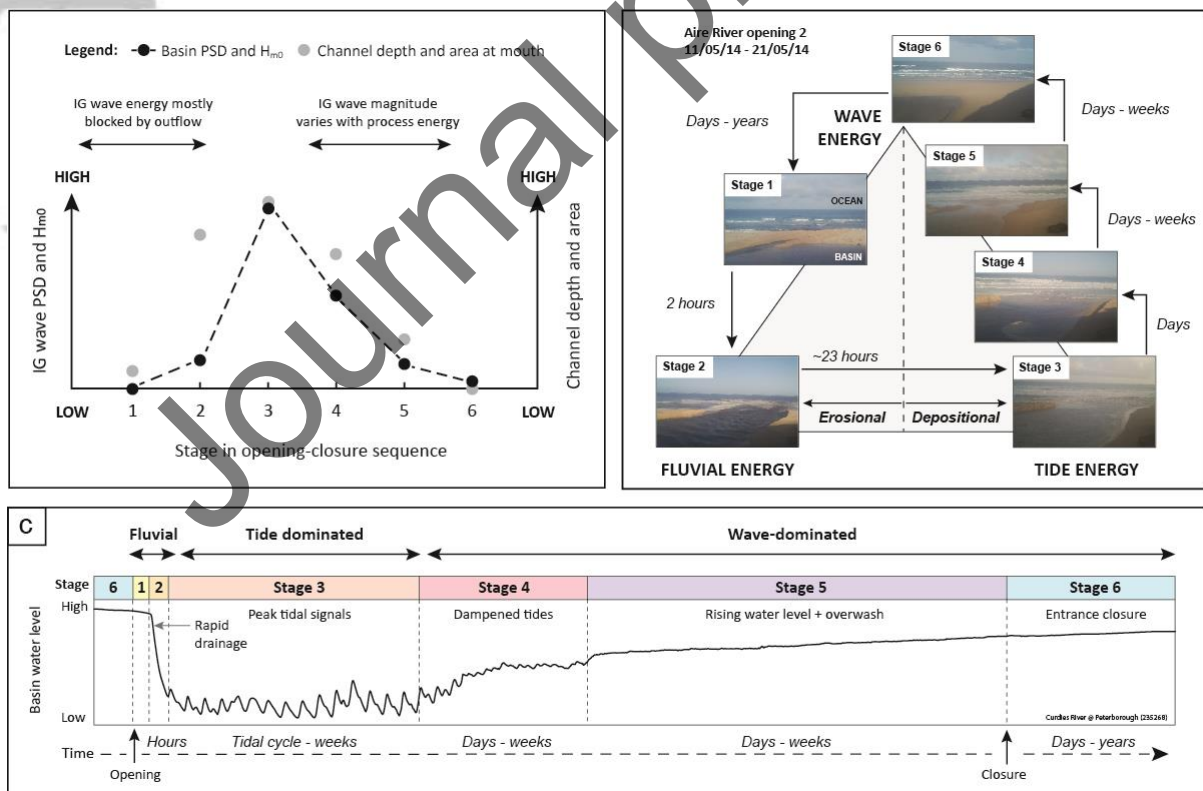 Journal p
Legend: Basin PSD and Hm0 Channel depth and area at mouth
IG wave energy mostly
blocked by outflow
IG wave magnitude
varies with process energy
HIGH
HIGH
IG wave PSD and Hm0
Channel depth and area
LOW
LOW
1 2 3 4 5 6
Stage in opening-closure sequence
Aire River opening 2
11/05/14 - 21/05/14
Stage 6
Days - years
WAVE
ENERGY
Days - weeks
Stage 5
Stage 1
OCEAN
BASIN
Days - weeks
Stage 4
2 hours
Days
Stage 2
~23 hours
Stage 3
Erosional Depositional
FLUVIAL ENERGY
TIDE ENERGY
C
Fluvial Tide dominated Wave-dominated
Stage 6 1 2 Stage 3 Stage 4 Stage 5 Stage 6
High
Peak tidal signals Dampened tides Rising water level + overwash Entrance closure
Rapid
drainage
Basin water level
Low
Curdies River @ Peterborough (235268)
Time Hours Tidal cycle - weeks Days - weeks Days - weeks Days - years
Opening
Closure